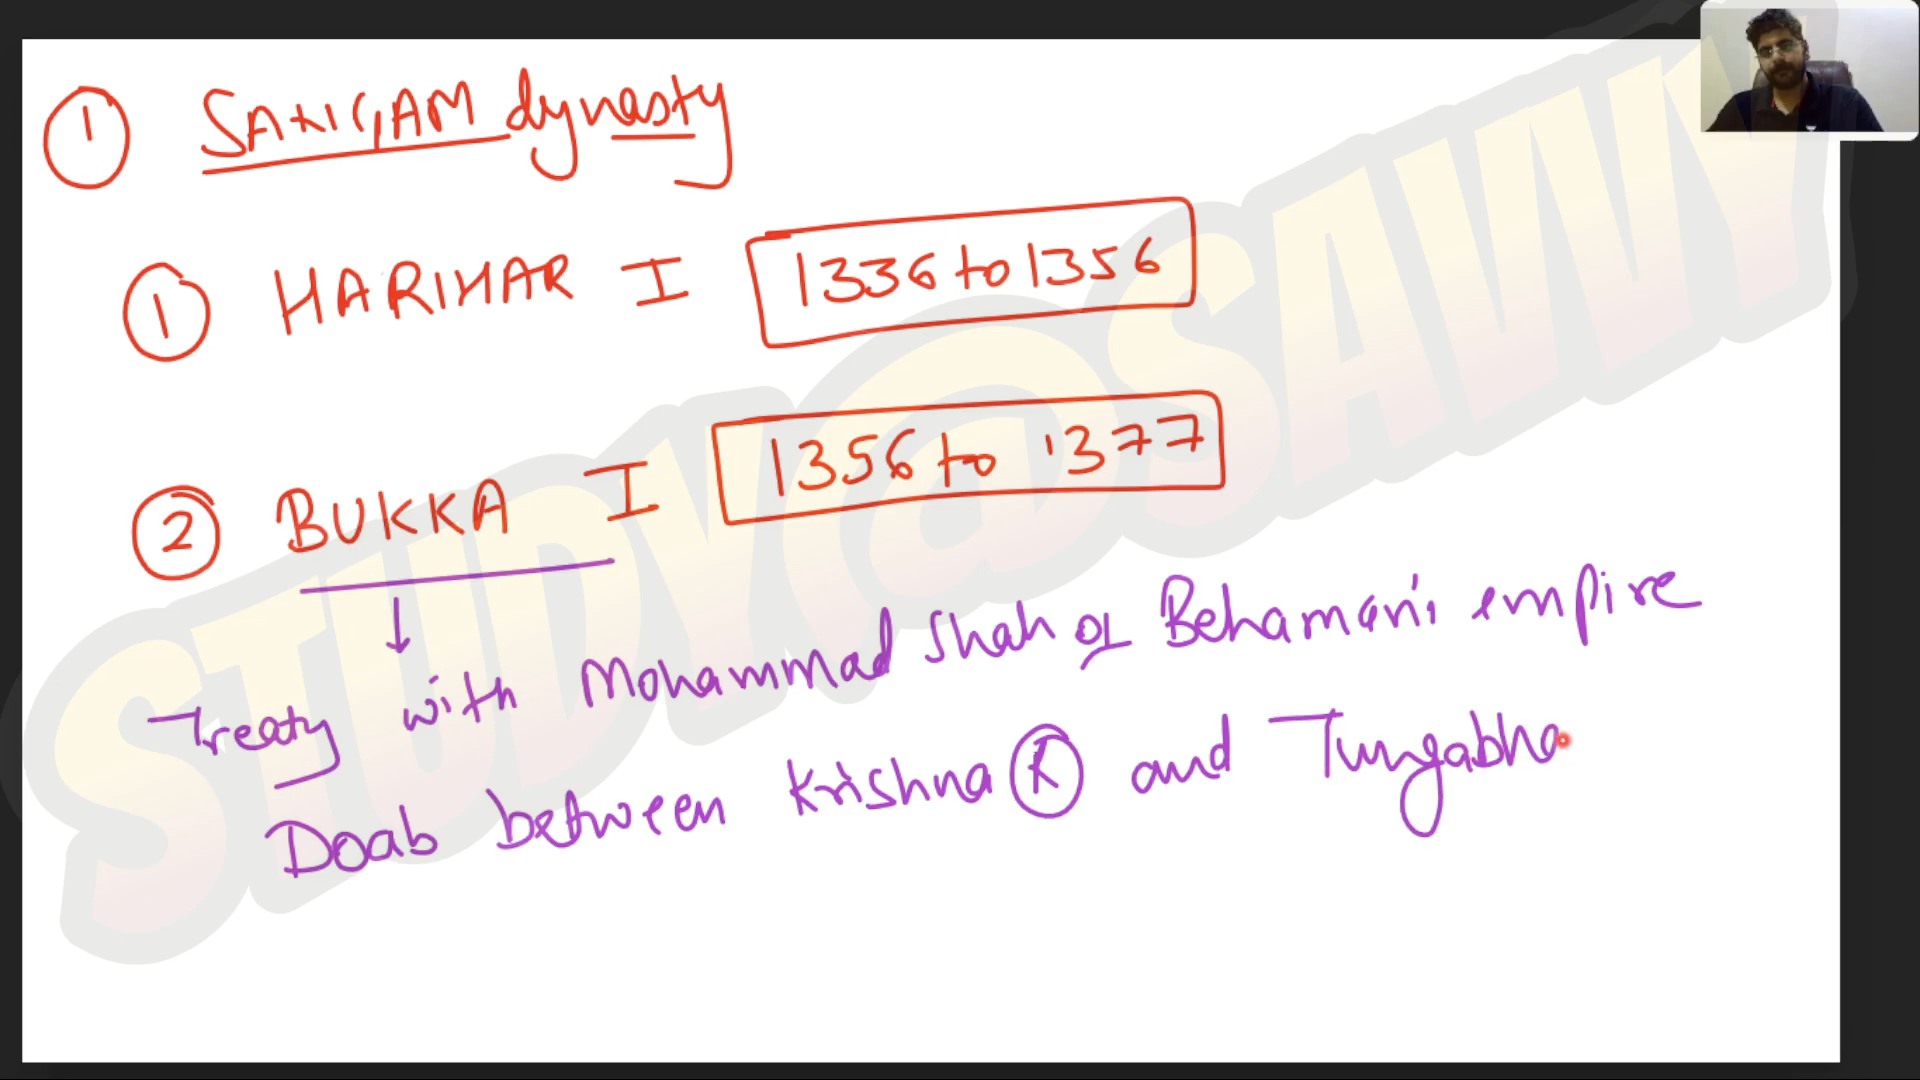 1 SANGAM dynasty
1 HARIHAR I 1336 to 1356
2 BUKKA I 1356 to 1377
Treaty with Mohammad Shah of Behamani empire
Doab between Krishna R and Tungabha
STUDY@SAVVY